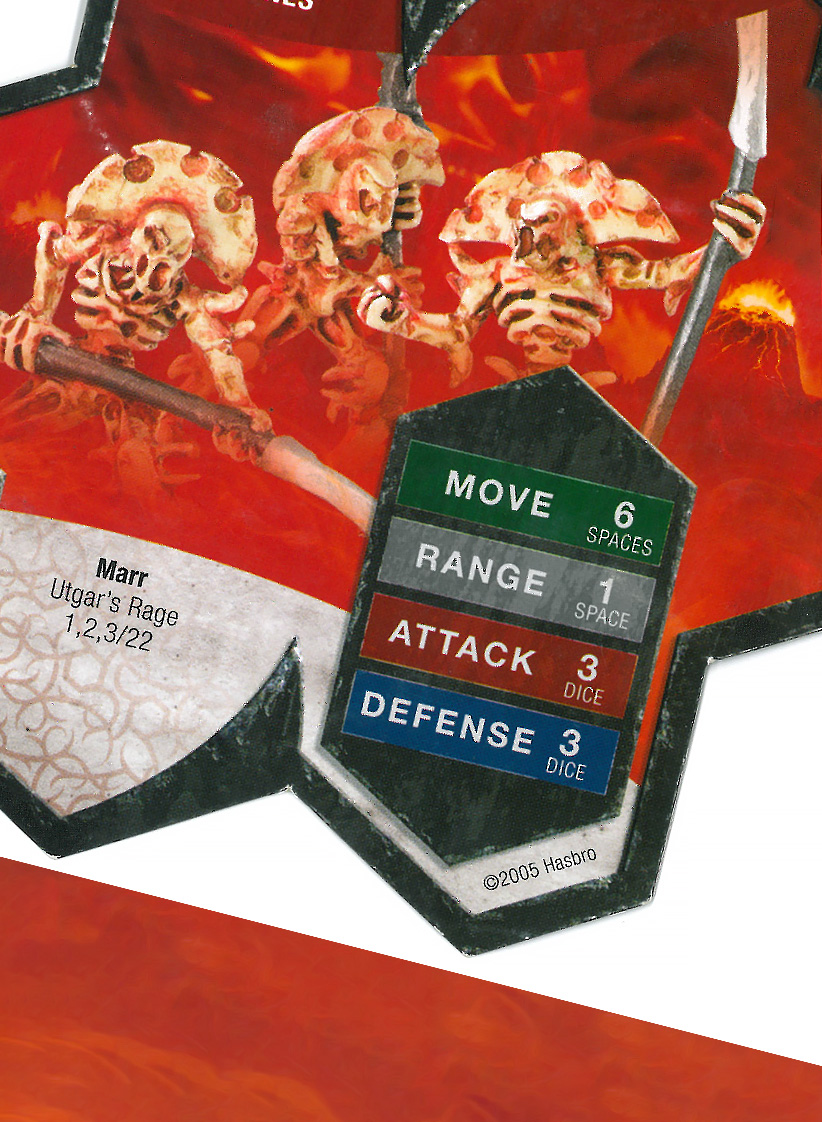 Marr
Utgar's Rage
1,2,3/22
MOVE 6
SPACES
RANGE 1
SPACE
ATTACK 3
DICE
DEFENSE 3
DICE
©2005 Hasbro